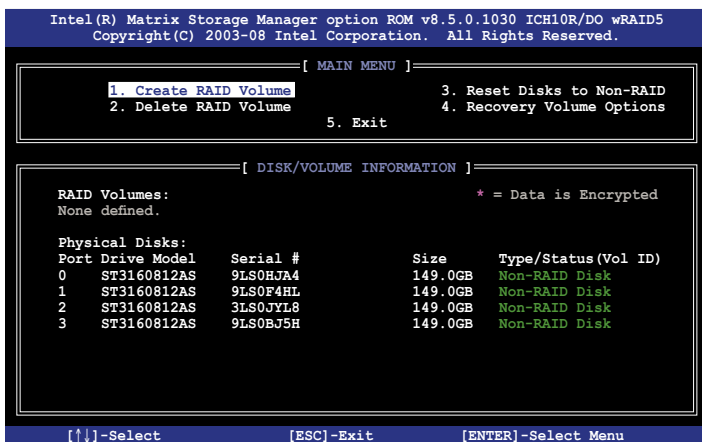 Intel(R) Matrix Storage Manager option ROM v8.5.0.1030 ICH10R/DO wRAID5
Copyright(C) 2003-08 Intel Corporation. All Rights Reserved.
[ MAIN MENU ]
1. Create RAID Volume 3. Reset Disks to Non-RAID
2. Delete RAID Volume 4. Recovery Volume Options
5. Exit
[ DISK/VOLUME INFORMATION ]
RAID Volumes: * = Data is Encrypted
None defined.
Physical Disks:
Port Drive Model Serial # Size Type/Status(Vol ID)
0 ST3160812AS 9LS0HJA4 149.0GB Non-RAID Disk
1 ST3160812AS 9LS0F4HL 149.0GB Non-RAID Disk
2 ST3160812AS 3LS0JYL8 149.0GB Non-RAID Disk
3 ST3160812AS 9LS0BJ5H 149.0GB Non-RAID Disk
[↑↓]-Select [ESC]-Exit [ENTER]-Select Menu